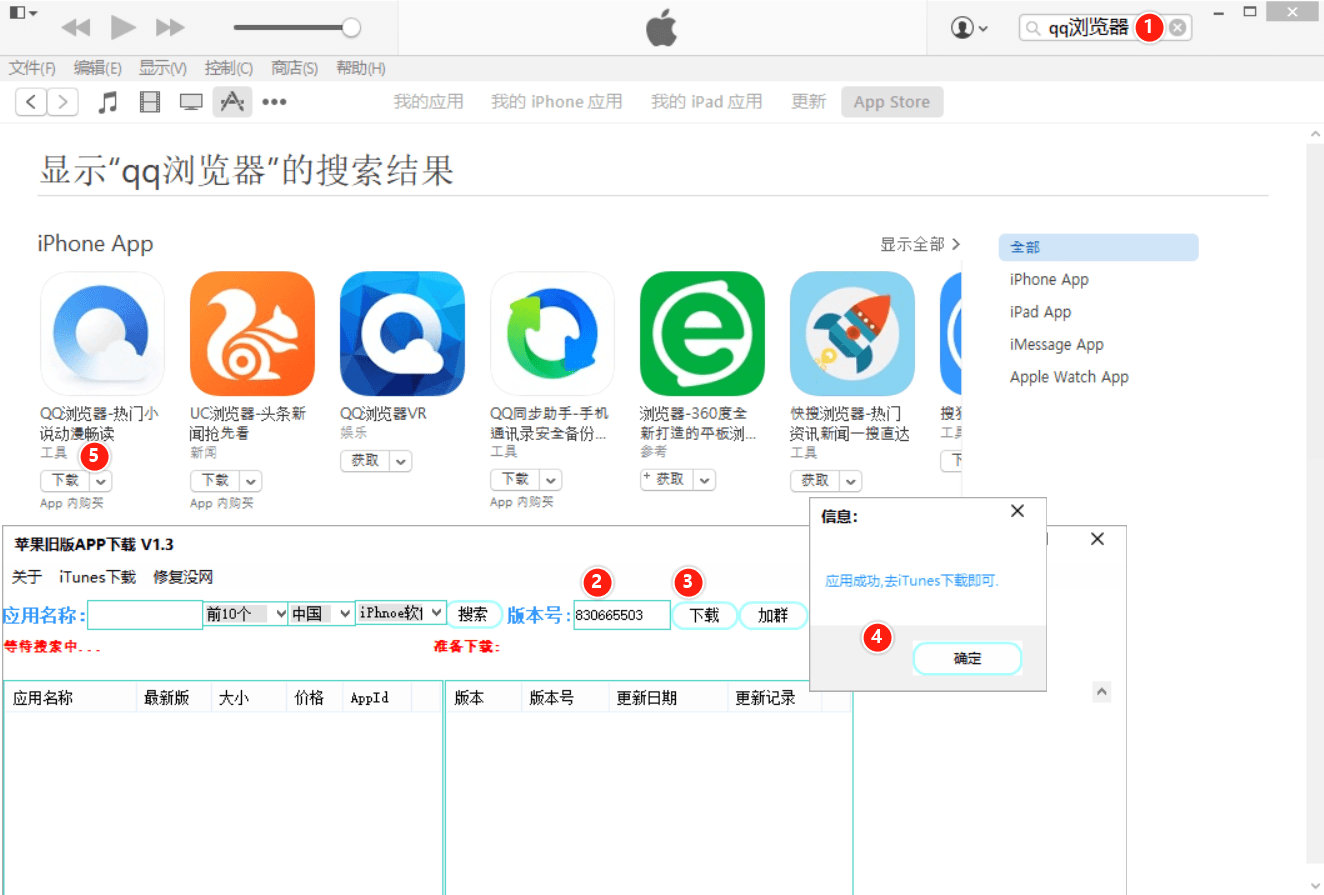 qq浏览器 1
文件(F) 编辑(E) 显示(V) 控制(C) 商店(S) 帮助(H)
我的应用 我的 iPhone 应用 我的 iPad 应用 更新 App Store
显示“qq浏览器”的搜索结果
iPhone App
显示全部
全部
iPhone App
iPad App
iMessage App
Apple Watch App
QQ浏览器-热门小
说动漫畅读
工具
5
下载
App 内购买
UC浏览器-头条新
闻抢先看
新闻
下载
App 内购买
QQ浏览器VR
娱乐
获取
QQ同步助手-手机
通讯录安全备份...
工具
下载
App 内购买
浏览器-360度全
新打造的平板浏...
参考
+ 获取
快搜浏览器-热门
资讯新闻一搜直达
工具
获取
苹果旧版APP下载 V1.3
关于 iTunes下载 修复没网
2 3
应用名称: 前10个 中国 iPhnoe软 搜索 版本号: 830665503 下载 加群
等待搜索中... 准备下载:
应用名称 最新版 大小 价格 AppId 版本 版本号 更新日期 更新记录
信息:
应用成功,去iTunes下载即可.
4
确定